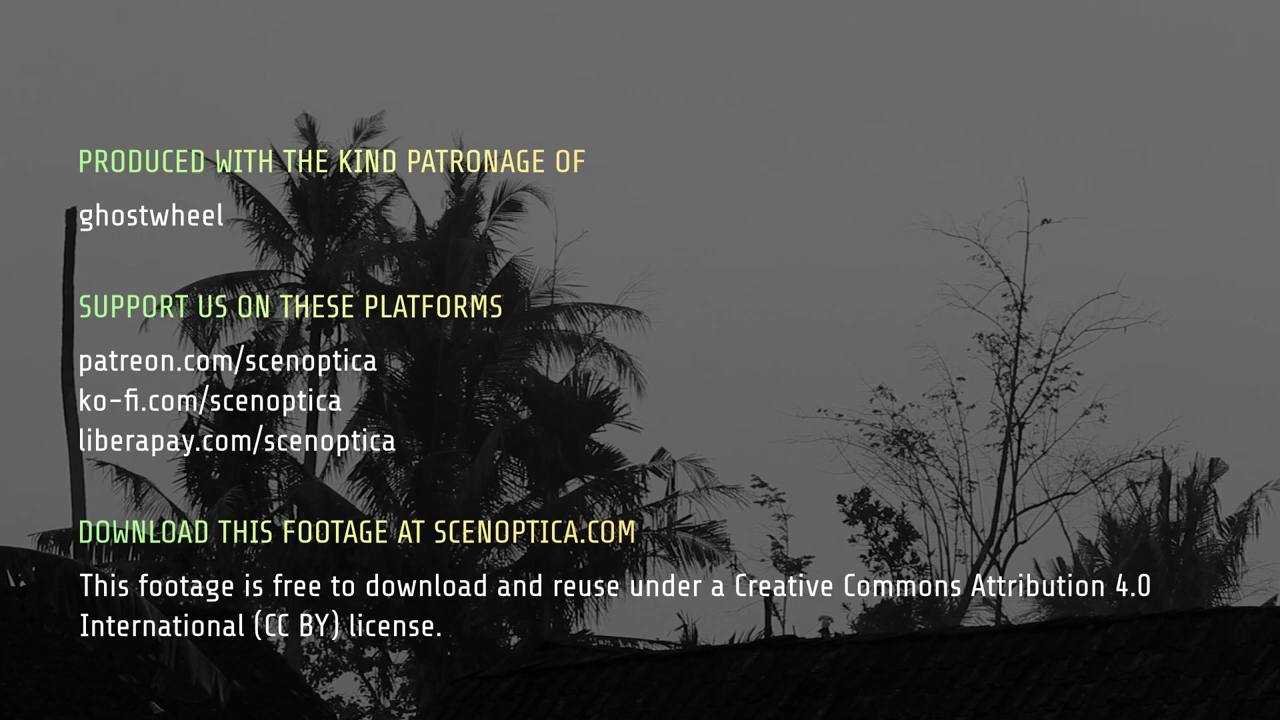 PRODUCED WITH THE KIND PATRONAGE OF
ghostwheel
SUPPORT US ON THESE PLATFORMS
patreon.com/scenoptica
ko-fi.com/scenoptica
liberapay.com/scenoptica
DOWNLOAD THIS FOOTAGE AT SCENOPTICA.COM
This footage is free to download and reuse under a Creative Commons Attribution 4.0
International (CC BY) license.